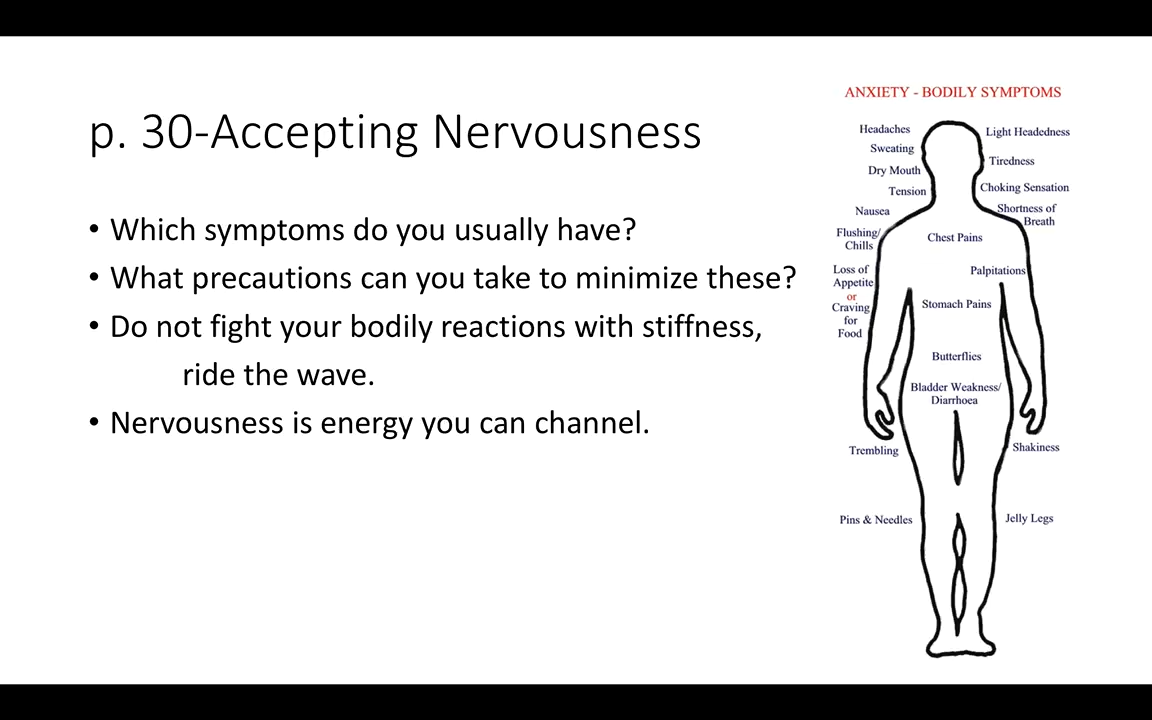 p. 30-Accepting Nervousness
• Which symptoms do you usually have?
• What precautions can you take to minimize these?
• Do not fight your bodily reactions with stiffness,
ride the wave.
• Nervousness is energy you can channel.
ANXIETY - BODILY SYMPTOMS
Headaches
Sweating
Dry Mouth
Tension
Nausea
Flushing/
Chills
Loss of
Appetite
or
Craving
for
Food
Trembling
Pins & Needles
Light Headedness
Tiredness
Choking Sensation
Shortness of
Breath
Chest Pains
Palpitations
Stomach Pains
Butterflies
Bladder Weakness/
Diarrhoea
Shakiness
Jelly Legs